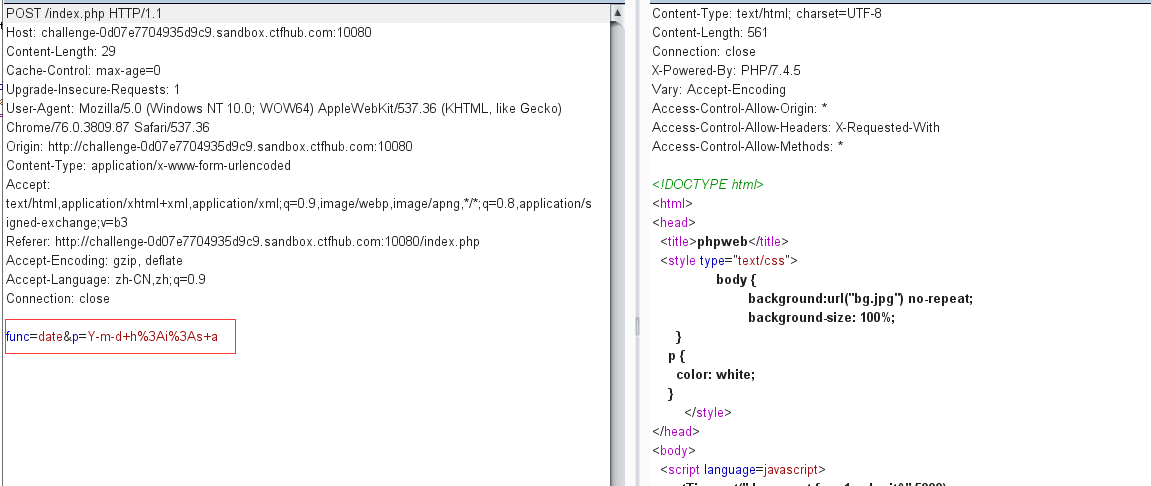 POST /index.php HTTP/1.1
Host: challenge-0d07e7704935d9c9.sandbox.ctfhub.com:10080
Content-Length: 29
Cache-Control: max-age=0
Upgrade-Insecure-Requests: 1
User-Agent: Mozilla/5.0 (Windows NT 10.0; WOW64) AppleWebKit/537.36 (KHTML, like Gecko)
Chrome/76.0.3809.87 Safari/537.36
Origin: http://challenge-0d07e7704935d9c9.sandbox.ctfhub.com:10080
Content-Type: application/x-www-form-urlencoded
Accept:
text/html,application/xhtml+xml,application/xml;q=0.9,image/webp,image/apng,*/*;q=0.8,application/s
igned-exchange;v=b3
Referer: http://challenge-0d07e7704935d9c9.sandbox.ctfhub.com:10080/index.php
Accept-Encoding: gzip, deflate
Accept-Language: zh-CN,zh;q=0.9
Connection: close
func=date&p=Y-m-d+h%3Ai%3As+a
Content-Type: text/html; charset=UTF-8
Content-Length: 561
Connection: close
X-Powered-By: PHP/7.4.5
Vary: Accept-Encoding
Access-Control-Allow-Origin: *
Access-Control-Allow-Headers: X-Requested-With
Access-Control-Allow-Methods: *
<!DOCTYPE html>
<html>
<head>
<title>phpweb</title>
<style type="text/css">
body {
background:url("bg.jpg") no-repeat;
background-size: 100%;
}
p {
color: white;
}
</style>
</head>
<body>
<script language=javascript>